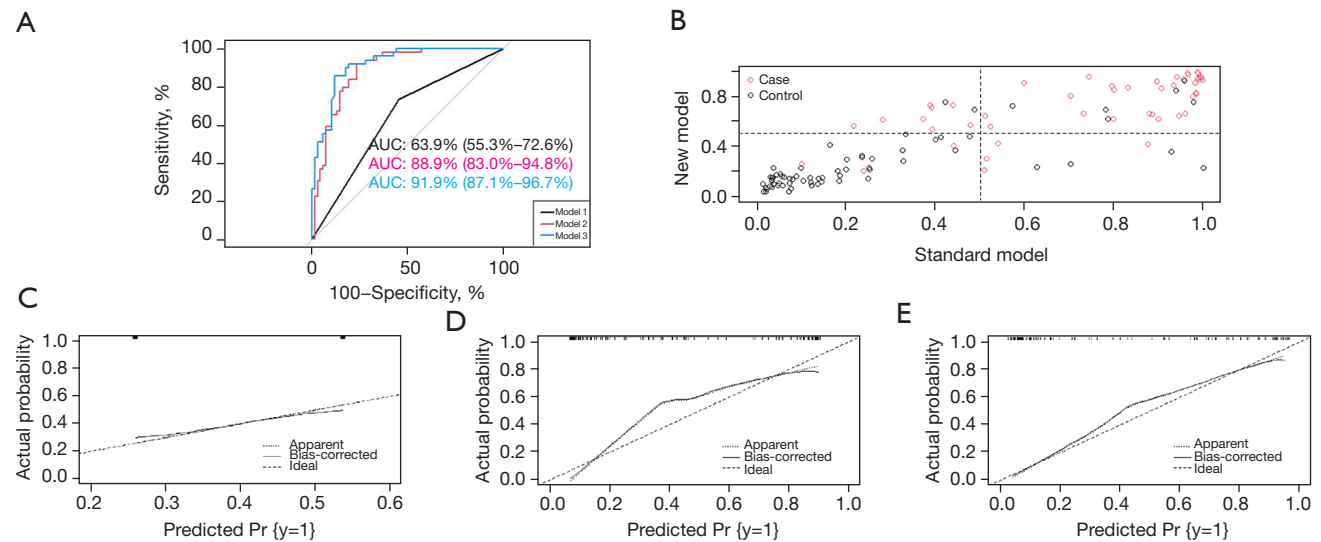 A
100
80
60
40
20
0
Sensitivity, %
AUC: 63.9% (55.3%–72.6%)
AUC: 88.9% (83.0%–94.8%)
AUC: 91.9% (87.1%–96.7%)
Model 1
Model 2
Model 3
0 50 100
100–Specificity, %
B
Case
Control
0.8
0.4
0.0
New model
0.0 0.2 0.4 0.6 0.8 1.0
Standard model
C
1.0
0.8
0.6
0.4
0.2
0.0
Actual probability
Apparent
Bias-corrected
Ideal
0.2 0.3 0.4 0.5 0.6
Predicted Pr {y=1}
D
1.0
0.8
0.6
0.4
0.2
0.0
Actual probability
Apparent
Bias-corrected
Ideal
0.0 0.2 0.4 0.6 0.8 1.0
Predicted Pr {y=1}
E
1.0
0.8
0.6
0.4
0.2
0.0
Actual probability
Apparent
Bias-corrected
Ideal
0.0 0.2 0.4 0.6 0.8 1.0
Predicted Pr {y=1}